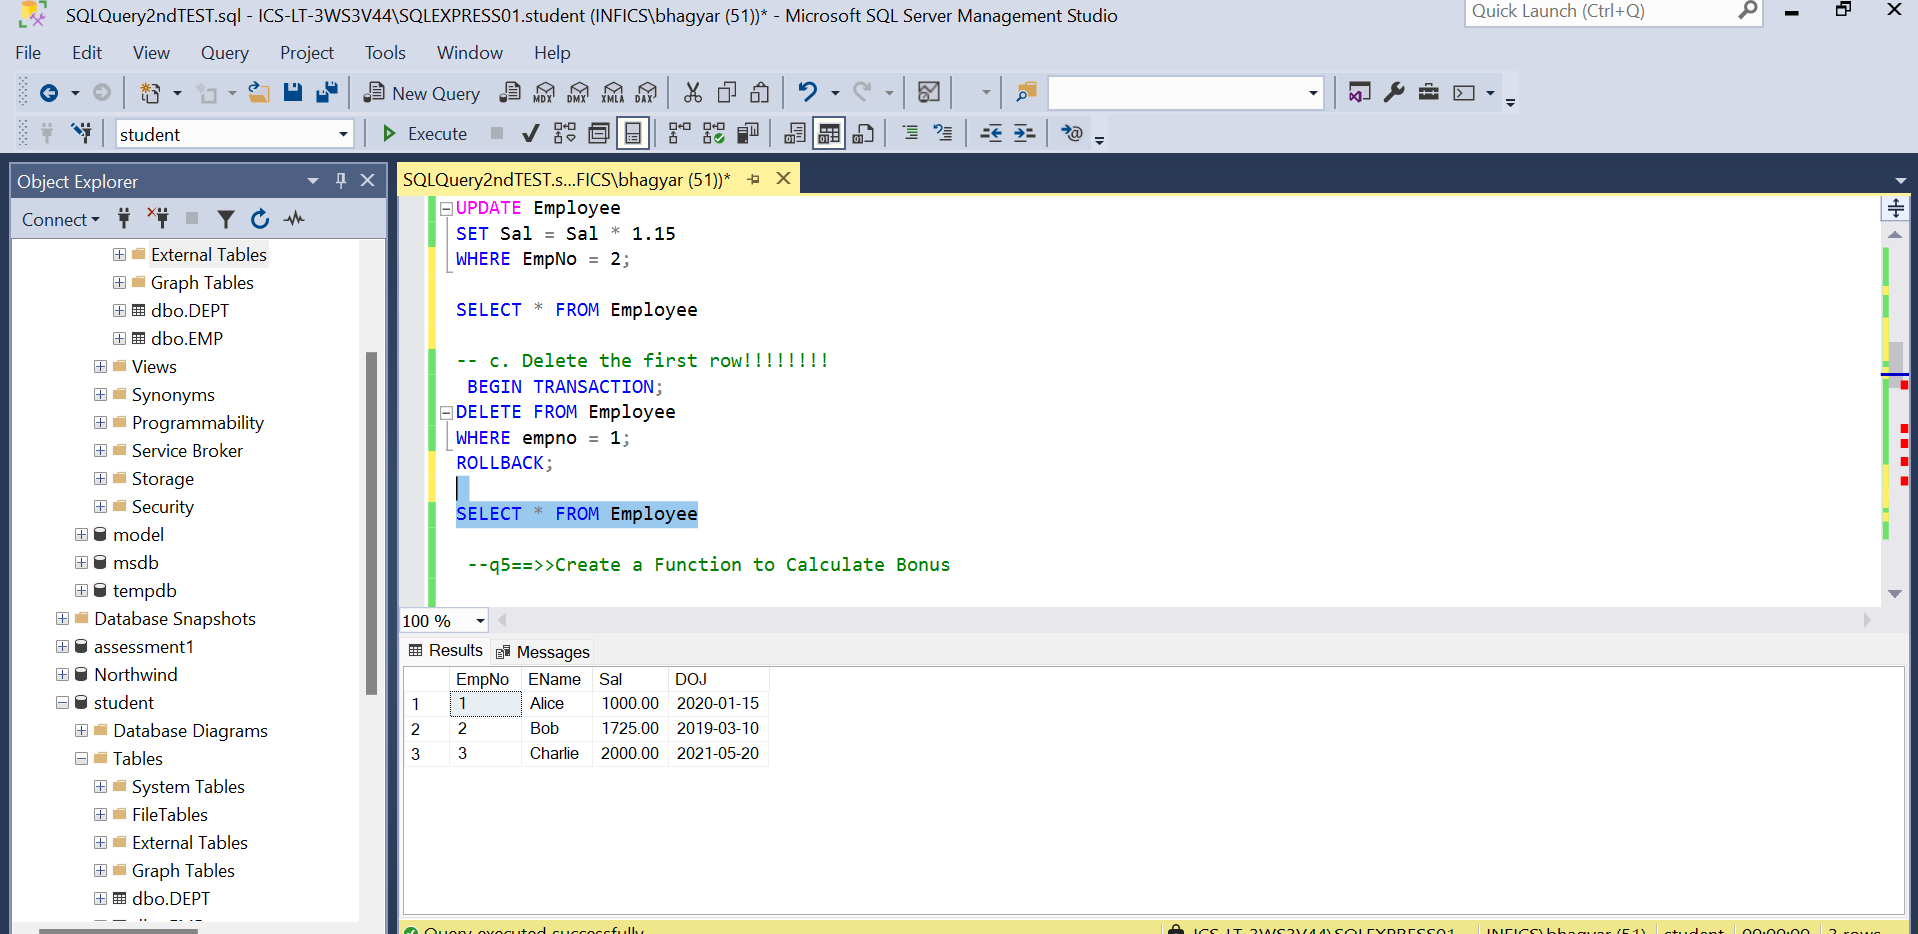 SQLQuery2ndTEST.sql - ICS-LT-3WS3V44\SQLEXPRESS01.student (INFICS\bhagyar (51))* - Microsoft SQL Server Management Studio
Quick Launch (Ctrl+Q)
File Edit View Query Project Tools Window Help
New Query MDX DMX XMLA DAX
student Execute
Object Explorer
Connect
External Tables
Graph Tables
dbo.DEPT
dbo.EMP
Views
Synonyms
Programmability
Service Broker
Storage
Security
model
msdb
tempdb
Database Snapshots
assessment1
Northwind
student
Database Diagrams
Tables
System Tables
FileTables
External Tables
Graph Tables
dbo.DEPT
SQLQuery2ndTEST.s...FICS\bhagyar (51))*
UPDATE Employee
SET Sal = Sal * 1.15
WHERE EmpNo = 2;
SELECT * FROM Employee
-- c. Delete the first row!!!!!!!!
BEGIN TRANSACTION;
DELETE FROM Employee
WHERE empno = 1;
ROLLBACK;
SELECT * FROM Employee
--q5==>>Create a Function to Calculate Bonus
100 %
Results Messages
EmpNo EName Sal DOJ
1 1 Alice 1000.00 2020-01-15
2 2 Bob 1725.00 2019-03-10
3 3 Charlie 2000.00 2021-05-20
Query executed successfully ICS-LT-3WS3V44\SQLEXPRESS01 INFICS\bhagyar (51) student 00:00:00 3 rows